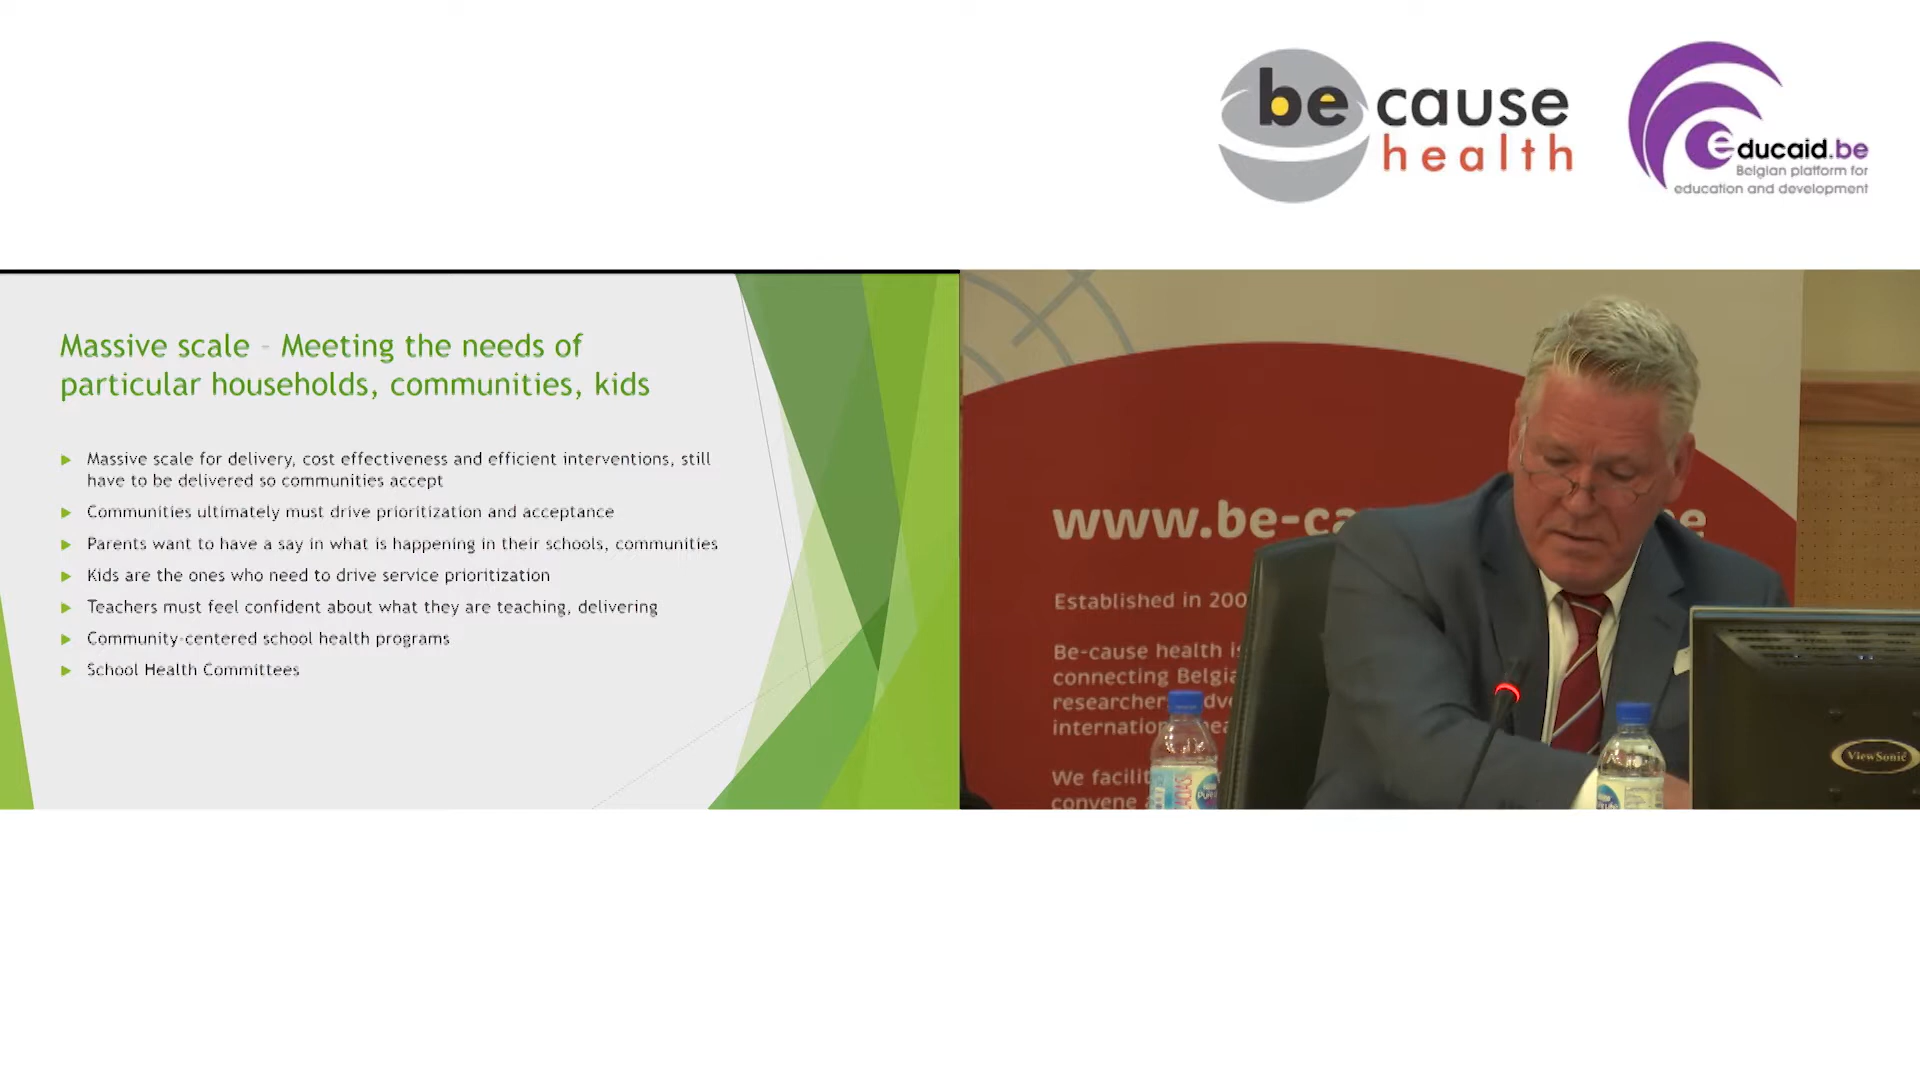 be cause
health
educaid.be
Belgian platform for
education and development
Massive scale - Meeting the needs of
particular households, communities, kids
Massive scale for delivery, cost effectiveness and efficient interventions, still
have to be delivered so communities accept
Communities ultimately must drive prioritization and acceptance
Parents want to have a say in what is happening in their schools, communities
Kids are the ones who need to drive service prioritization
Teachers must feel confident about what they are teaching, delivering
Community-centered school health programs
School Health Committees
www.be-ca e
Established in 200
Be-cause health is
connecting Belgia
researcher dv
internation hea
We facilit
convene
ViewSonic